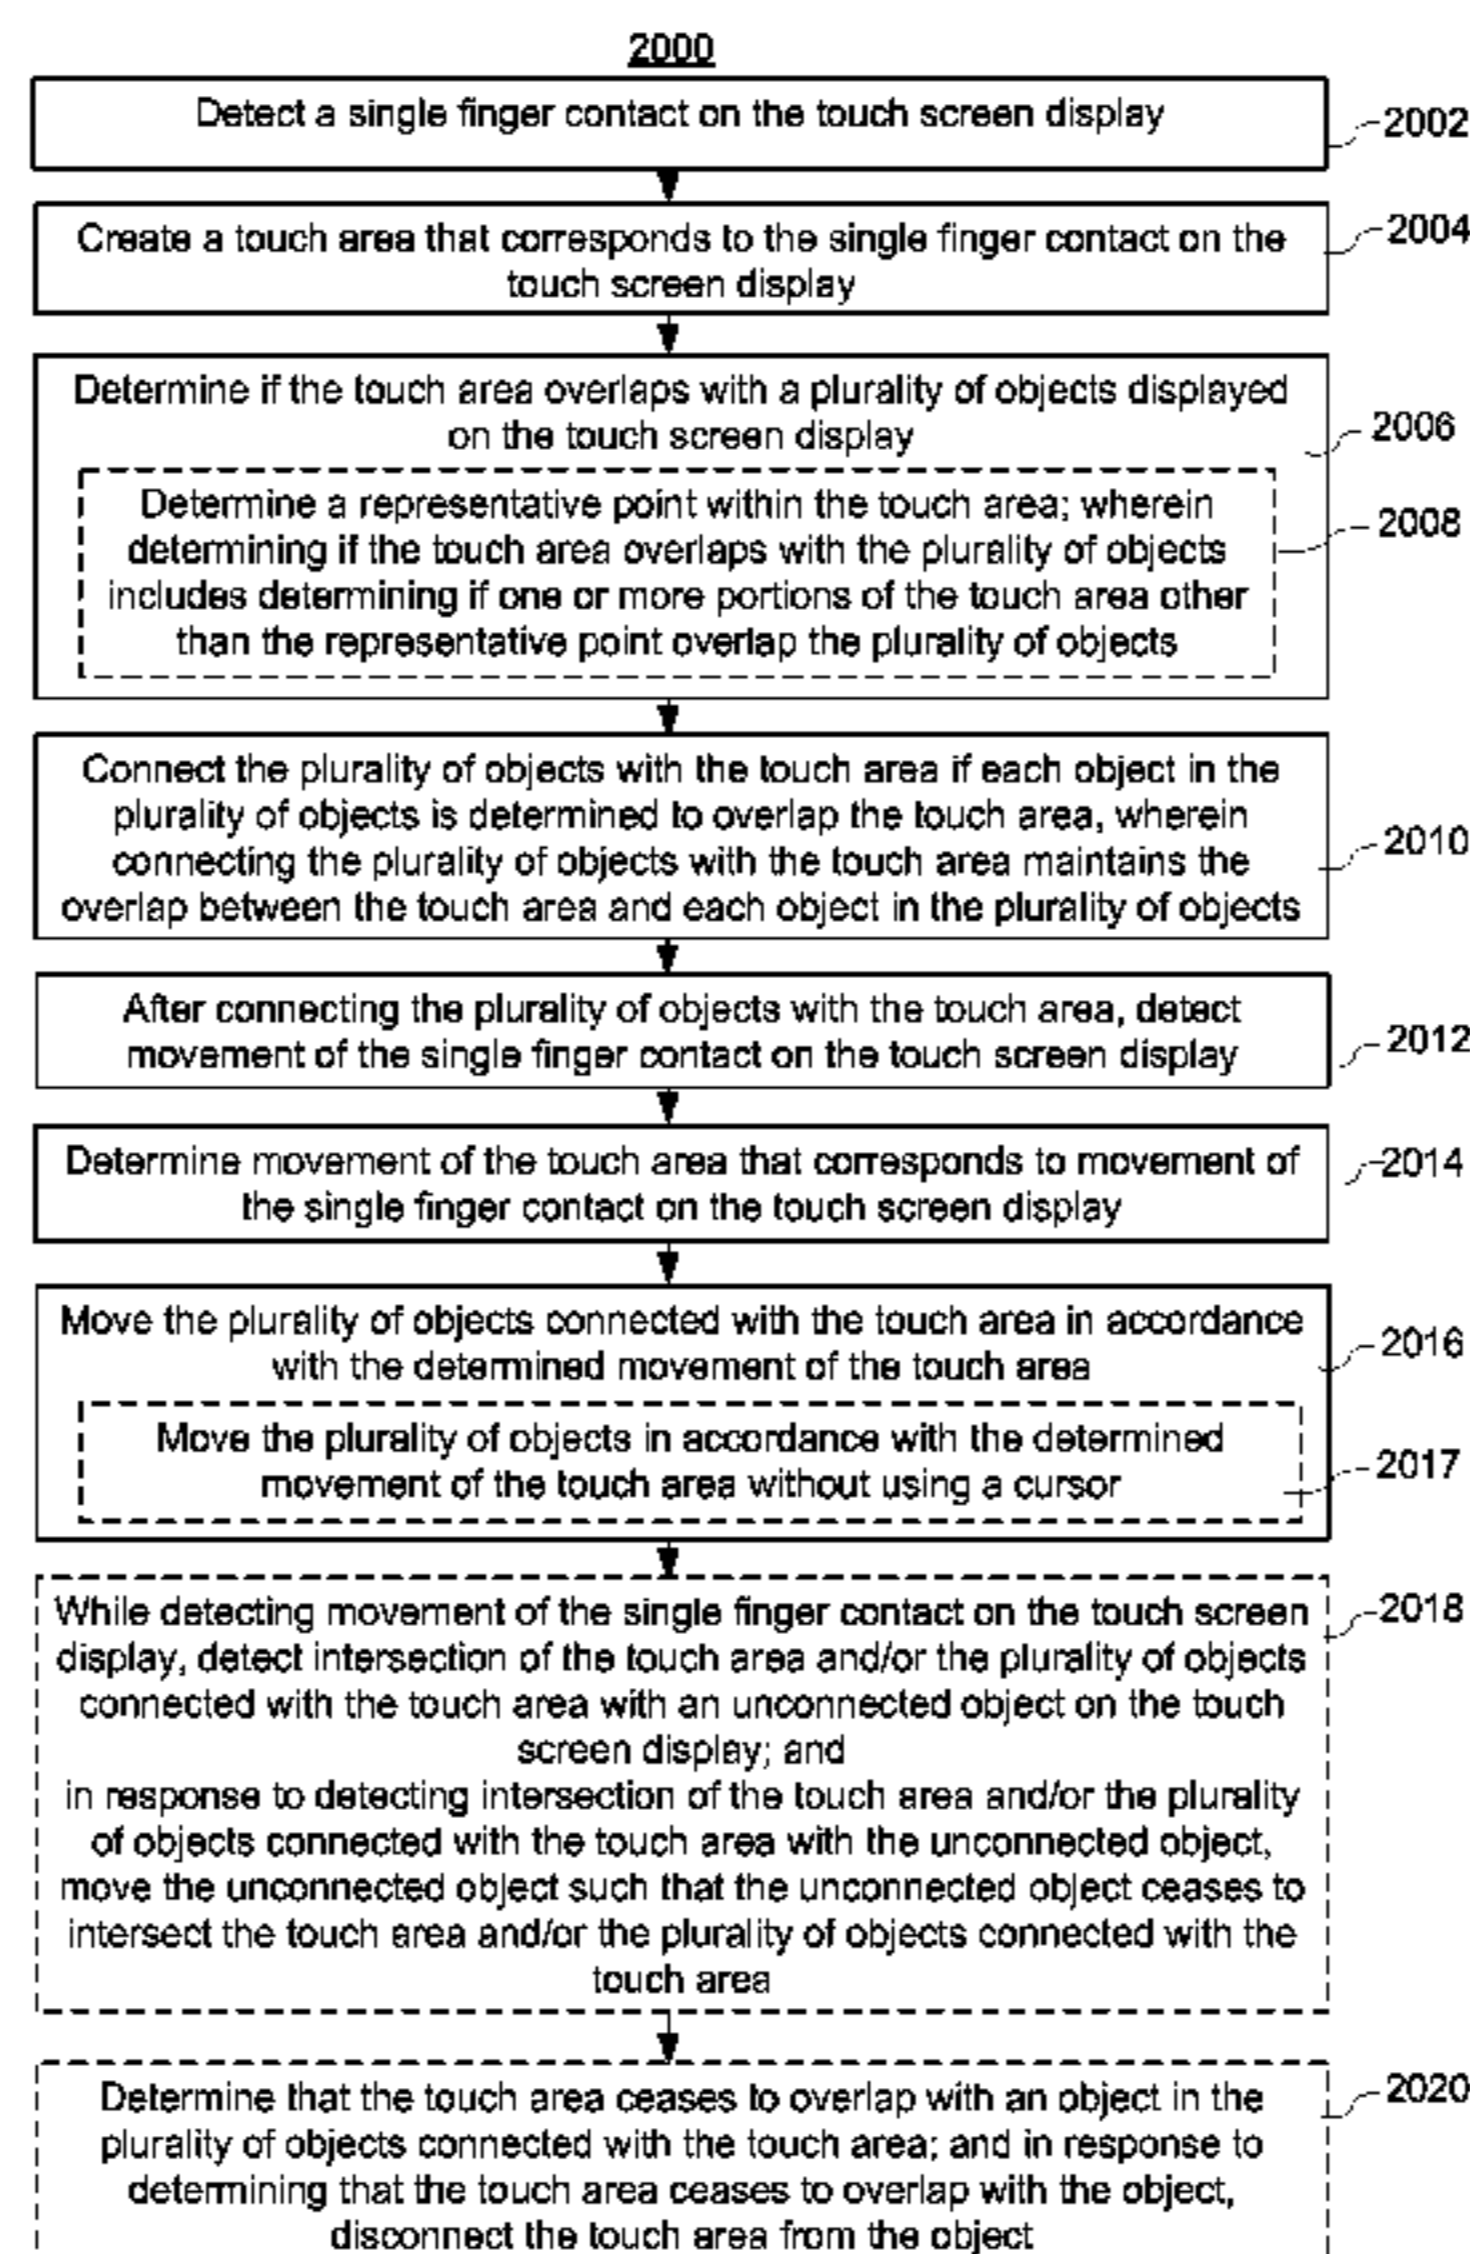 2000
Detect a single finger contact on the touch screen display
2002
Create a touch area that corresponds to the single finger contact on the
touch screen display
2004
Determine if the touch area overlaps with a plurality of objects displayed
on the touch screen display
2006
Determine a representative point within the touch area; wherein
determining if the touch area overlaps with the plurality of objects
includes determining if one or more portions of the touch area other
than the representative point overlap the plurality of objects
2008
Connect the plurality of objects with the touch area if each object in the
plurality of objects is determined to overlap the touch area, wherein
connecting the plurality of objects with the touch area maintains the
overlap between the touch area and each object in the plurality of objects
2010
After connecting the plurality of objects with the touch area, detect
movement of the single finger contact on the touch screen display
2012
Determine movement of the touch area that corresponds to movement of
the single finger contact on the touch screen display
2014
Move the plurality of objects connected with the touch area in accordance
with the determined movement of the touch area
2016
Move the plurality of objects in accordance with the determined
movement of the touch area without using a cursor
2017
While detecting movement of the single finger contact on the touch screen
display, detect intersection of the touch area and/or the plurality of objects
connected with the touch area with an unconnected object on the touch
screen display; and
in response to detecting intersection of the touch area and/or the plurality
of objects connected with the touch area with the unconnected object,
move the unconnected object such that the unconnected object ceases to
intersect the touch area and/or the plurality of objects connected with the
touch area
2018
Determine that the touch area ceases to overlap with an object in the
plurality of objects connected with the touch area; and in response to
determining that the touch area ceases to overlap with the object,
disconnect the touch area from the object
2020